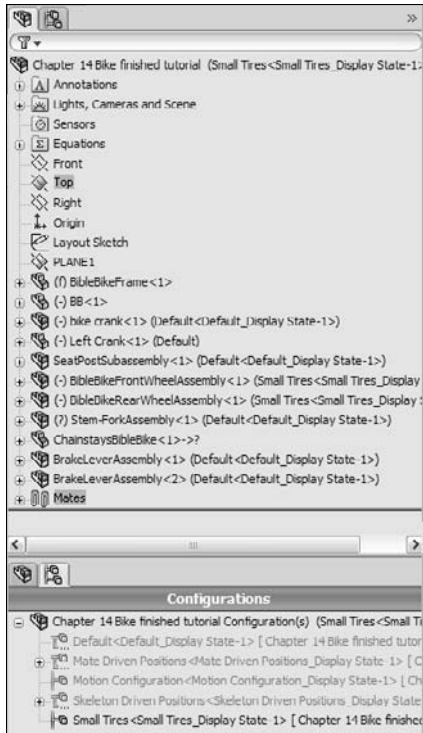 Chapter 14 Bike finished tutorial (Small Tires<Small Tires_Display State-1>
Annotations
Lights, Cameras and Scene
Sensors
Equations
Front
Top
Right
Origin
Layout Sketch
PLANE1
(f) BibleBikeFrame<1>
(-) BB<1>
(-) bike crank<1> (Default<Default_Display State-1>)
(-) Left Crank<1> (Default)
SeatPostSubassembly<1> (Default<Default_Display State-1>)
(-) BibleBikeFrontWheelAssembly<1> (Small Tires<Small Tires_Display
(-) BibleBikeRearWheelAssembly<1> (Small Tires<Small Tires_Display
(?) Stem-ForkAssembly<1> (Default<Default_Display State-1>)
ChainstaysBibleBike<1>->?
BrakeLeverAssembly<1> (Default<Default_Display State-1>)
BrakeLeverAssembly<2> (Default<Default_Display State-1>)
Mates
Configurations
Chapter 14 Bike finished tutorial Configuration(s) (Small Tires<Small Ti
Default<Default_Display State-1> [ Chapter 14 Bike finished tutor
Mate Driven Positions<Mate Driven Positions_Display State-1> [ C
Motion Configuration<Motion Configuration_Display State-1> [ Ch
Skeleton Driven Positions<Skeleton Driven Positions_Display State
Small Tires<Small Tires_Display State-1> [ Chapter 14 Bike finishe